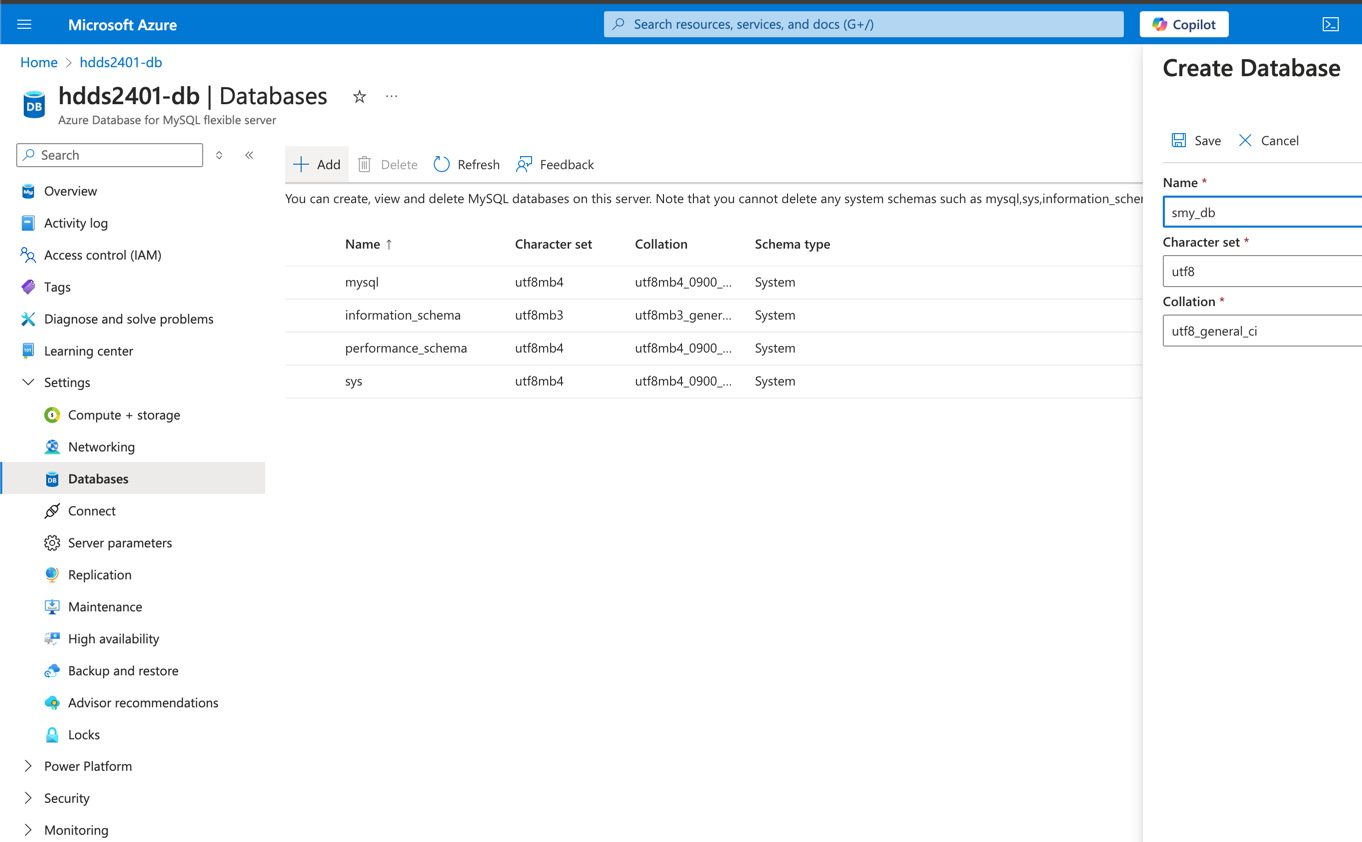 Microsoft Azure
Search resources, services, and docs (G+/)
Copilot
Home > hdds2401-db
hdds2401-db | Databases
Azure Database for MySQL flexible server
Search
Overview
Activity log
Access control (IAM)
Tags
Diagnose and solve problems
Learning center
Settings
Compute + storage
Networking
Databases
Connect
Server parameters
Replication
Maintenance
High availability
Backup and restore
Advisor recommendations
Locks
Power Platform
Security
Monitoring
Add Delete Refresh Feedback
You can create, view and delete MySQL databases on this server. Note that you cannot delete any system schemas such as mysql,sys,information_scher
Name ↑ Character set Collation Schema type
mysql utf8mb4 utf8mb4_0900_... System
information_schema utf8mb3 utf8mb3_gener... System
performance_schema utf8mb4 utf8mb4_0900_... System
sys utf8mb4 utf8mb4_0900_... System
Create Database
Save Cancel
Name *
smy_db
Character set *
utf8
Collation *
utf8_general_ci